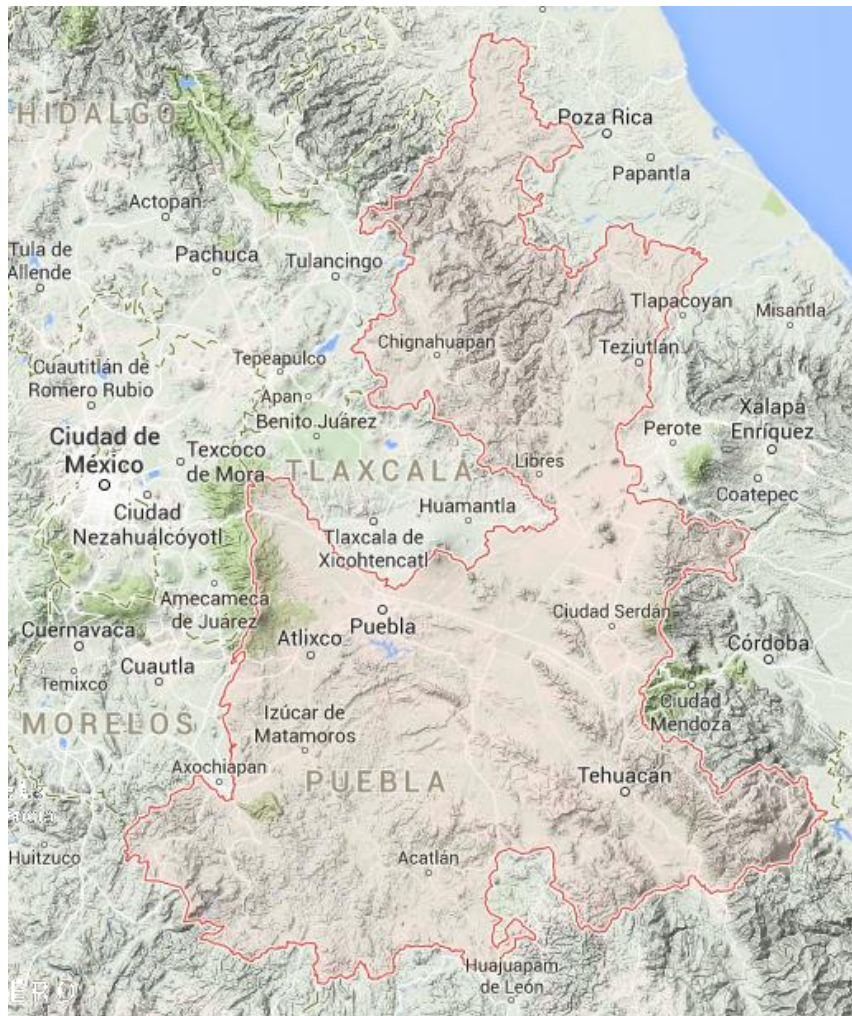 HIDALGO
Poza Rica
Papantla
Actopan
Tula de
Allende
Pachuca
Tulancingo
Tlapacoyan
Misantla
Chignahuapan
Teziutlán
Tepeapulco
Cuautitlán de
Romero Rubio
Apan
Benito Juárez
Xalapa
Enríquez
Perote
Ciudad de
México
Texcoco
de Mora
TLAXCALA
Libres
Coatepec
Ciudad
Nezahualcóyotl
Huamantla
Tlaxcala de
Xicohtencatl
Amecameca
de Juárez
Puebla
Ciudad Serdán
Cuernavaca
Atlixco
Córdoba
Cuautla
Temixco
Ciudad
Mendoza
MORELOS
Izúcar de
Matamoros
Axochiapan
PUEBLA
Tehuacán
Huitzuco
Acatlán
Huajuapam
de León